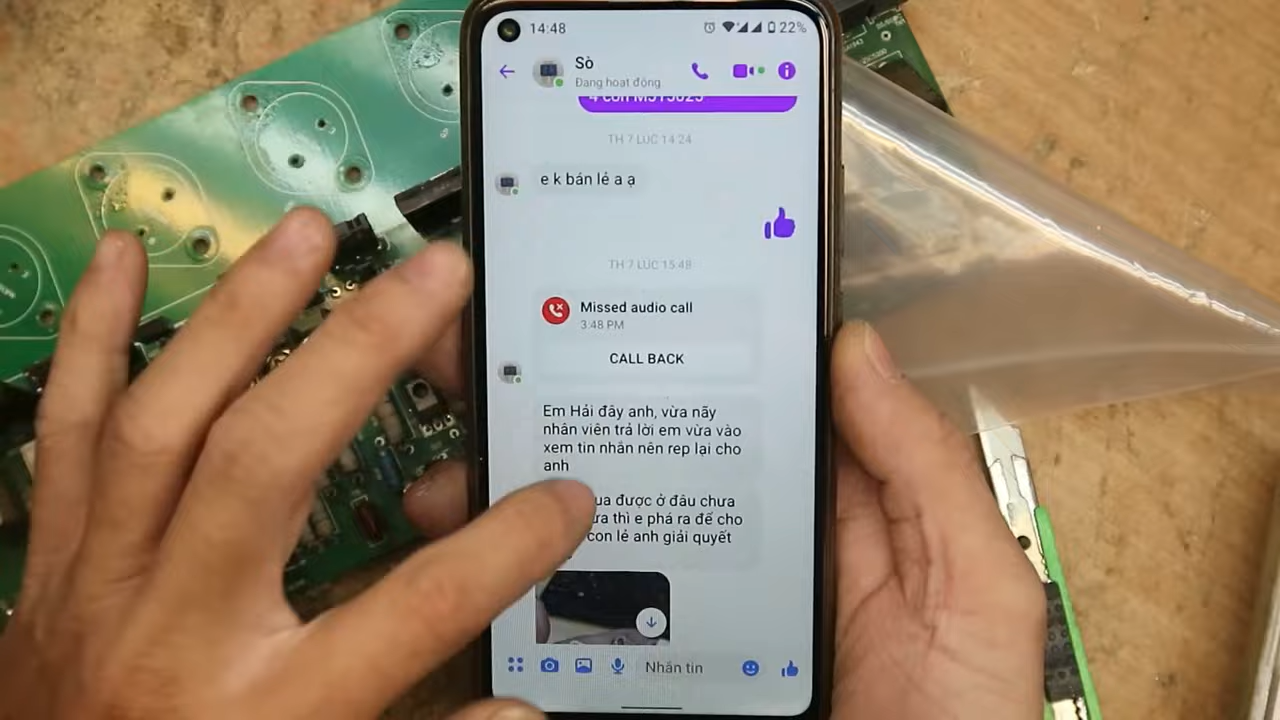 14:48
22%
Sò
Đang hoạt động
4 con
TH 7 LÚC 14:24
e k bán lẻ a ạ
TH 7 LÚC 15:48
Missed audio call
3:48 PM
CALL BACK
Em Hải đây anh, vừa nãy
nhân viên trả lời em vừa vào
xem tin nhắn nên rep lại cho
anh
được ở đâu chưa
thì e phá ra để cho
con lẻ anh giải quyết
Nhắn tin